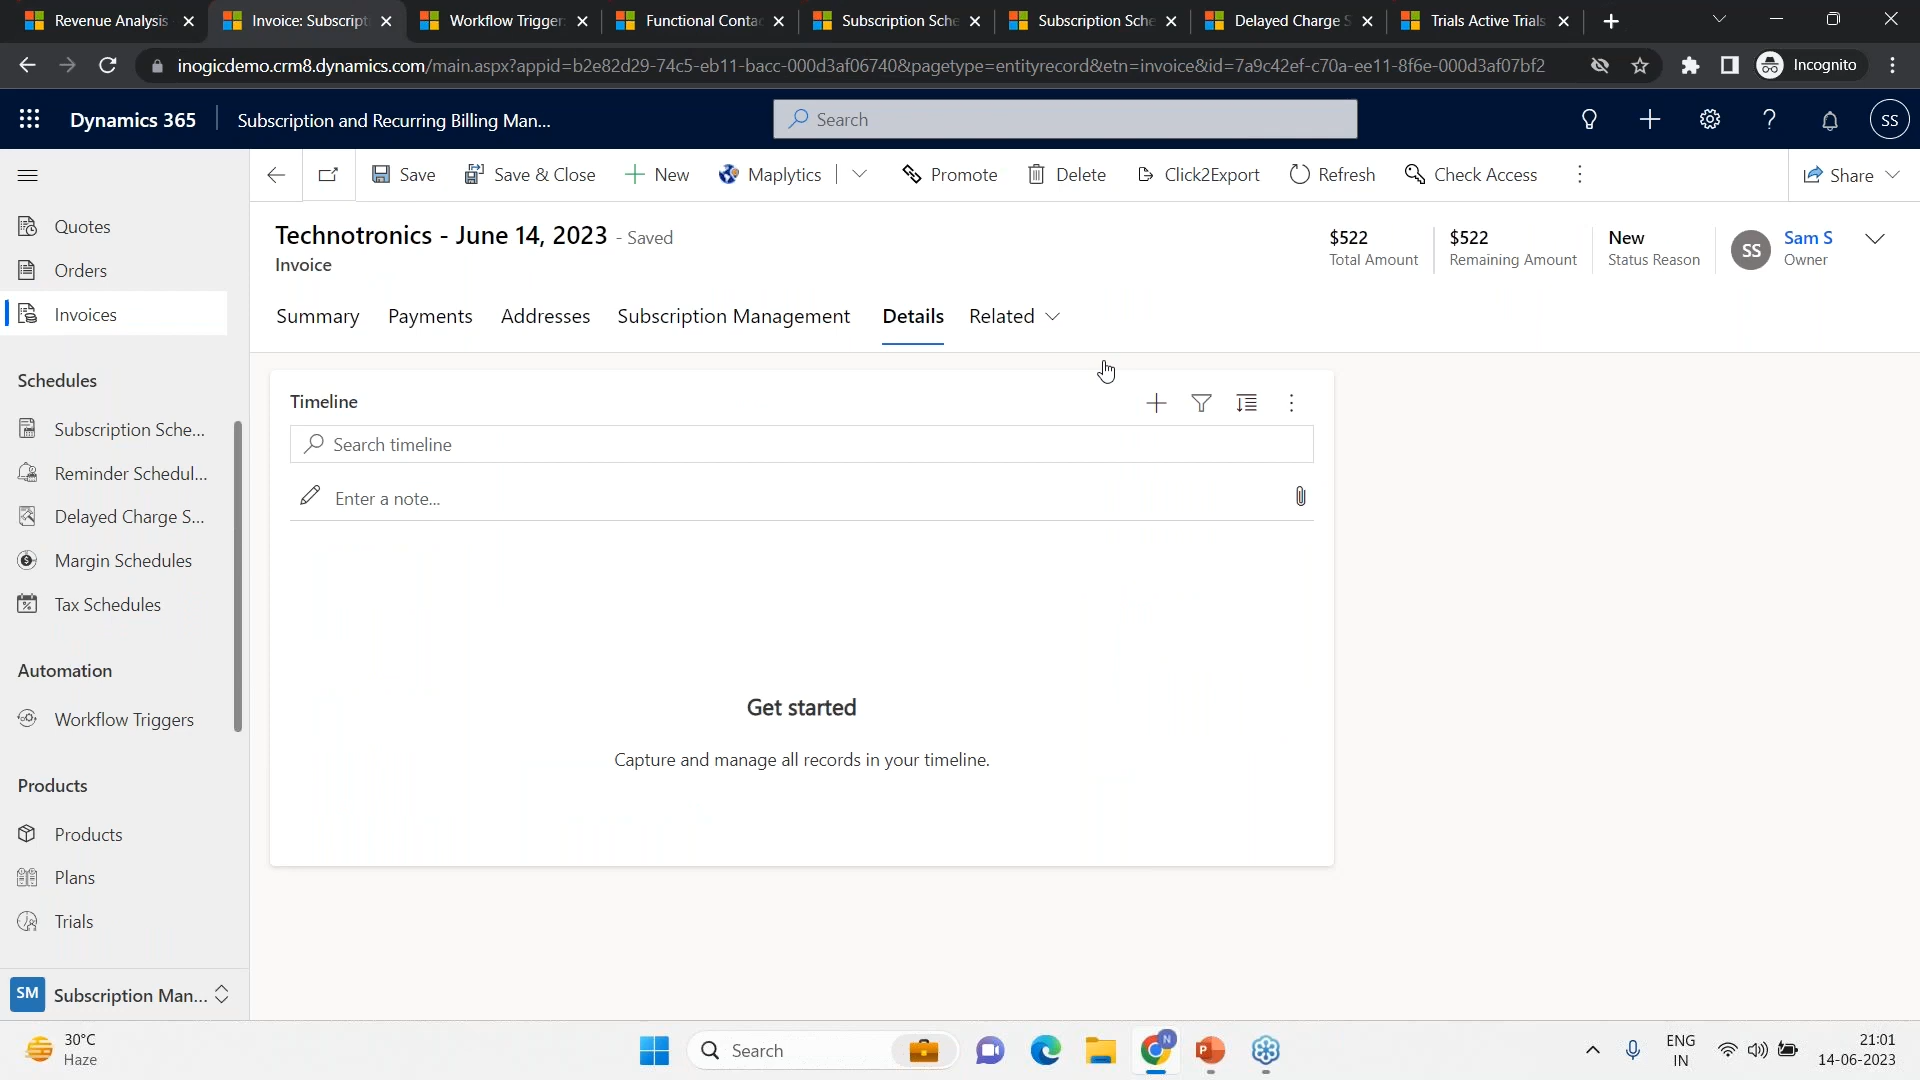 Revenue Analysis
Invoice: Subscript
Workflow Trigger
Functional Conta
Subscription Sche
Subscription Sche
Delayed Charge S
Trials Active Trials
inogicdemo.crm8.dynamics.com/main.aspx?appid=b2e82d29-74c5-eb11-bacc-000d3af06740&pagetype=entityrecord&etn=invoice&id=7a9c42ef-c70a-ee11-8f6e-000d3af07bf2
Incognito
Dynamics 365
Subscription and Recurring Billing Man...
Search
SS
Save
Save & Close
New
Maplytics
Promote
Delete
Click2Export
Refresh
Check Access
Share
Quotes
Orders
Invoices
Schedules
Subscription Sche...
Reminder Schedul...
Delayed Charge S...
Margin Schedules
Tax Schedules
Automation
Workflow Triggers
Products
Products
Plans
Trials
SM
Subscription Man...
Technotronics - June 14, 2023 - Saved
Invoice
$522
Total Amount
$522
Remaining Amount
New
Status Reason
SS
Sam S
Owner
Summary
Payments
Addresses
Subscription Management
Details
Related
Timeline
Search timeline
Enter a note...
Get started
Capture and manage all records in your timeline.
30°C
Haze
Search
N
P
ENG
IN
21:01
14-06-2023